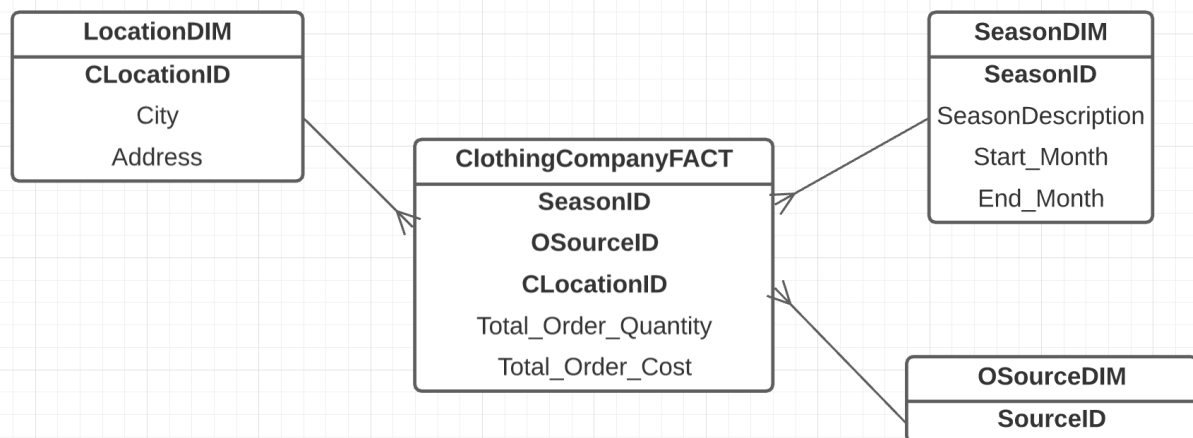 LocationDIM
CLocationID
City
Address
ClothingCompanyFACT
SeasonID
OSourceID
CLocationID
Total_Order_Quantity
Total_Order_Cost
SeasonDIM
SeasonID
SeasonDescription
Start_Month
End_Month
OSourceDIM
SourceID